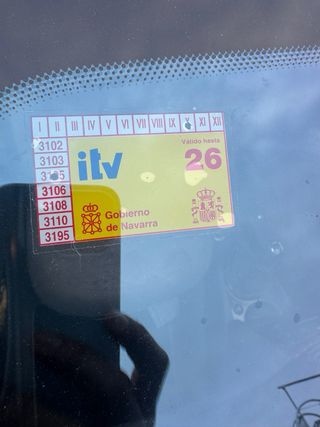 I II III IV V VI VII VIII IX X XI XII
3102
3103
3105
3106
3108
3110
3195
itv
Válido hasta
26
Gobierno
de Navarra